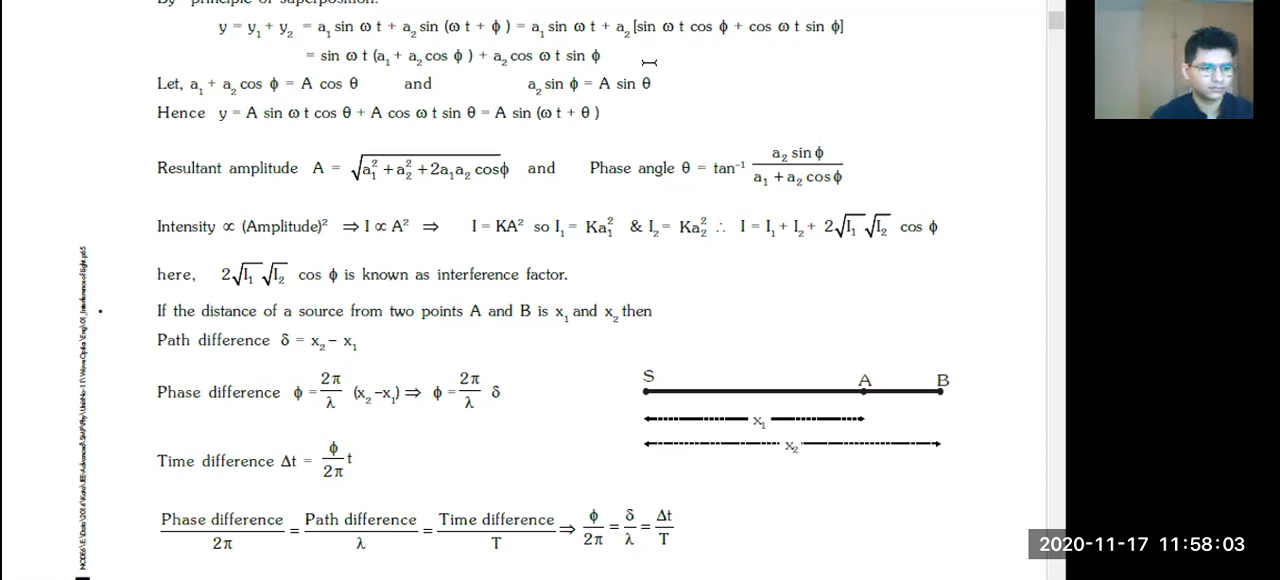 By principle of superposition.
y = y₁ + y₂ = a₁ sin ω t + a₂ sin (ω t + ϕ ) = a₁ sin ω t + a₂ [sin ω t cos ϕ + cos ω t sin ϕ]
= sin ω t (a₁ + a₂ cos ϕ ) + a₂ cos ω t sin ϕ
Let, a₁ + a₂ cos ϕ = A cos θ and a₂ sin ϕ = A sin θ
Hence y = A sin ω t cos θ + A cos ω t sin θ = A sin (ω t + θ )
Resultant amplitude A = √(a₁² + a₂² + 2a₁a₂ cosϕ) and Phase angle θ = tan⁻¹ (a₂ sin ϕ)/(a₁ + a₂ cos ϕ)
Intensity ∝ (Amplitude)² ⇒ I ∝ A² ⇒ I = KA² so I₁ = Ka₁² & I₂ = Ka₂² ∴ I = I₁ + I₂ + 2√I₁ √I₂ cos ϕ
here, 2√I₁ √I₂ cos ϕ is known as interference factor.
• If the distance of a source from two points A and B is x₁ and x₂ then
Path difference δ = x₂ – x₁
Phase difference ϕ = 2π/λ (x₂ –x₁) ⇒ ϕ = 2π/λ δ
S A B
x₁
x₂
Time difference Δt = ϕ/2π t
Phase difference/2π = Path difference/λ = Time difference/T ⇒ ϕ/2π = δ/λ = Δt/T
2020-11-17 11:58:03